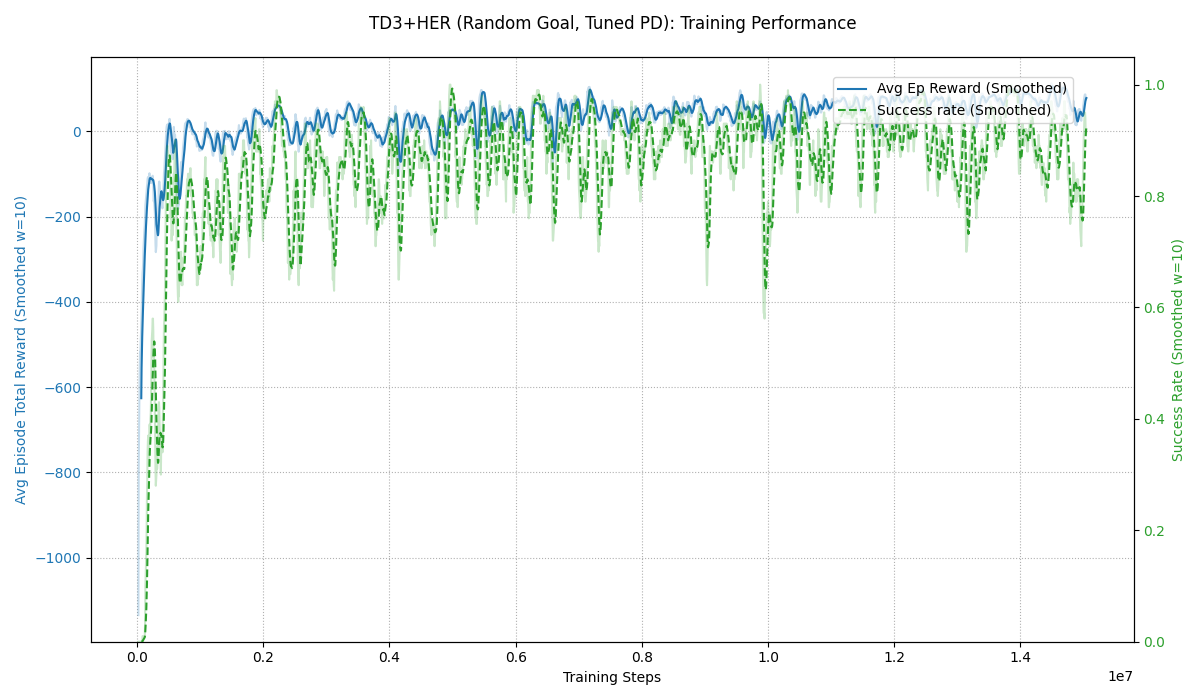 TD3+HER (Random Goal, Tuned PD): Training Performance
Avg Ep Reward (Smoothed)
Success rate (Smoothed)
Avg Episode Total Reward (Smoothed w=10)
0
−200
−400
−600
−800
−1000
1.0
0.8
0.6
0.4
0.2
0.0
Success Rate (Smoothed w=10)
0.0
0.2
0.4
0.6
0.8
1.0
1.2
1.4
1e7
Training Steps